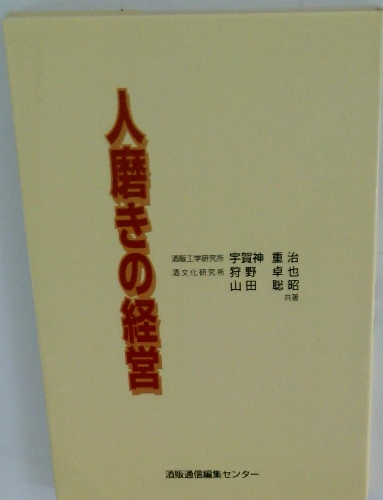 人磨きの経営
酒販工学研究所 宇賀神 重治
酒文化研究所 狩野 卓也
山田 聡昭
共著
酒販通信編集センター